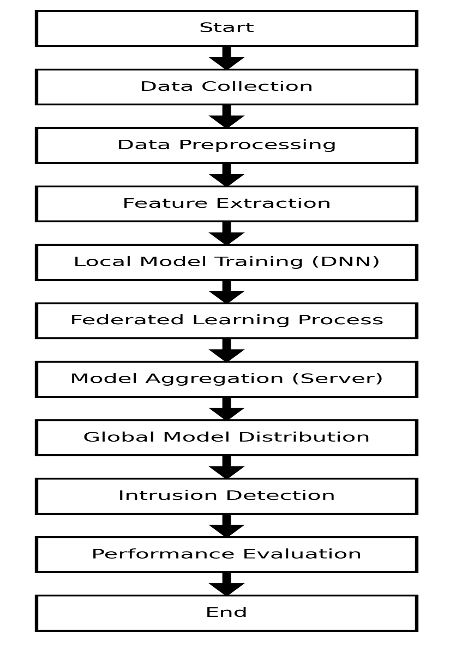 Start
Data Collection
Data Preprocessing
Feature Extraction
Local Model Training (DNN)
Federated Learning Process
Model Aggregation (Server)
Global Model Distribution
Intrusion Detection
Performance Evaluation
End